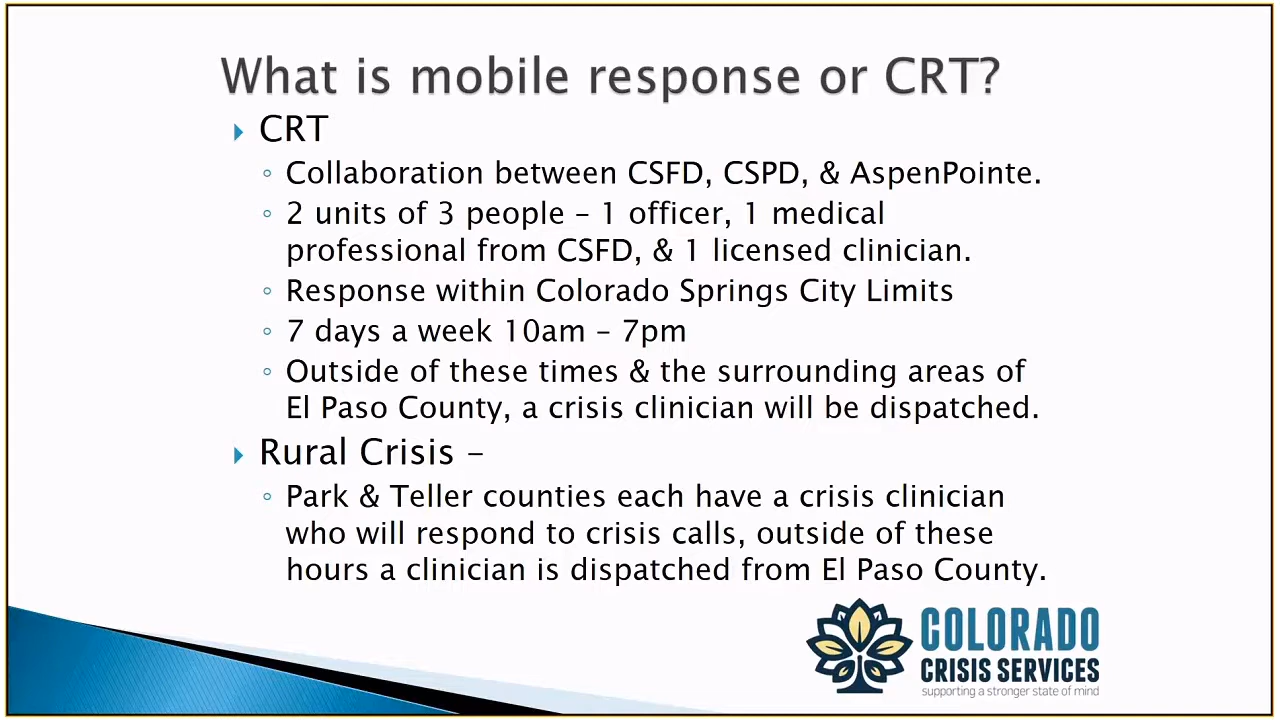 What is mobile response or CRT?
CRT
Collaboration between CSFD, CSPD, & AspenPointe.
2 units of 3 people – 1 officer, 1 medical
professional from CSFD, & 1 licensed clinician.
Response within Colorado Springs City Limits
7 days a week 10am – 7pm
Outside of these times & the surrounding areas of
El Paso County, a crisis clinician will be dispatched.
Rural Crisis –
Park & Teller counties each have a crisis clinician
who will respond to crisis calls, outside of these
hours a clinician is dispatched from El Paso County.
COLORADO
CRISIS SERVICES
supporting a stronger state of mind